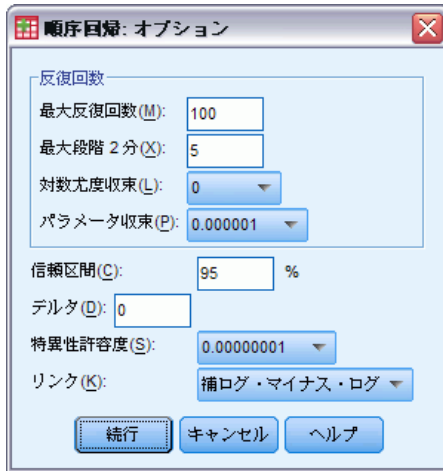 順序回帰: オプション
反復回数
最大反復回数(M): 100
最大段階 2 分(X): 5
対数尤度収束(L): 0
パラメータ収束(P): 0.000001
信頼区間(C): 95 %
デルタ(D): 0
特異性許容度(S): 0.00000001
リンク(K): 補ログ・マイナス・ログ
続行 キャンセル ヘルプ